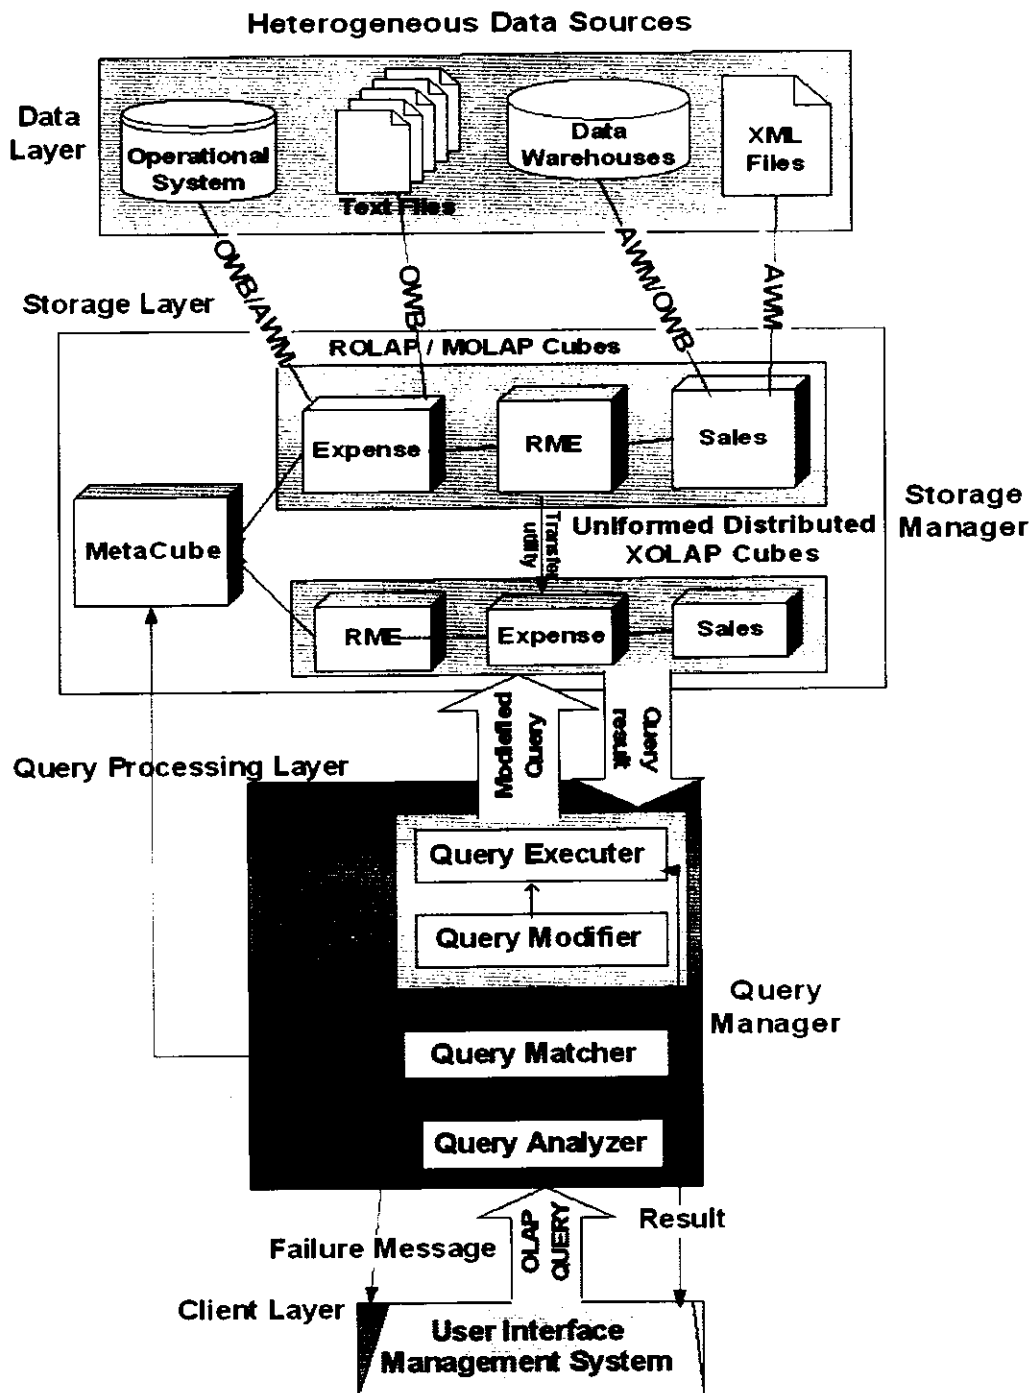 Heterogeneous Data Sources
Data
Layer
Operational
System
Text Files
Data
Warehouses
XML
Files
OWB/AWM
OWB
AWM/OWB
AWM
Storage Layer
ROLAP / MOLAP Cubes
Expense
RME
Sales
MetaCube
Transfer
utility
Uniformed Distributed
XOLAP Cubes
Storage
Manager
RME
Expense
Sales
Modiefied
Query
Query
result
Query Processing Layer
Query Executer
Query Modifier
Query
Manager
Query Matcher
Query Analyzer
Failure Message
OLAP
QUERY
Result
Client Layer
User Interface
Management System